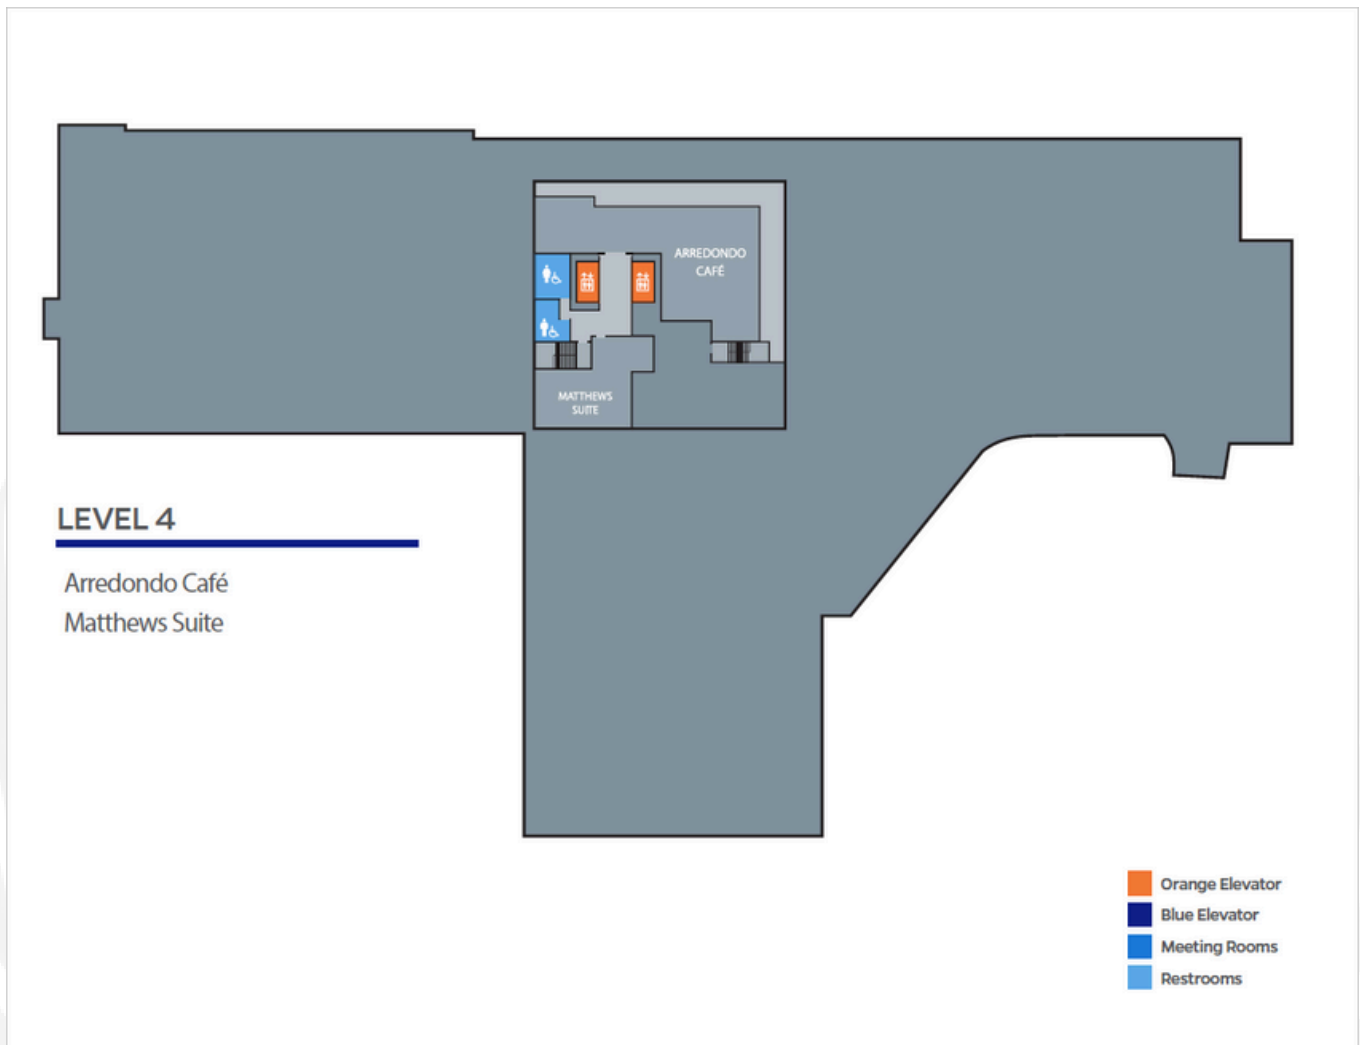 ARREDONDO
CAFÉ
MATTHEWS
SUITE
LEVEL 4
Arredondo Café
Matthews Suite
Orange Elevator
Blue Elevator
Meeting Rooms
Restrooms